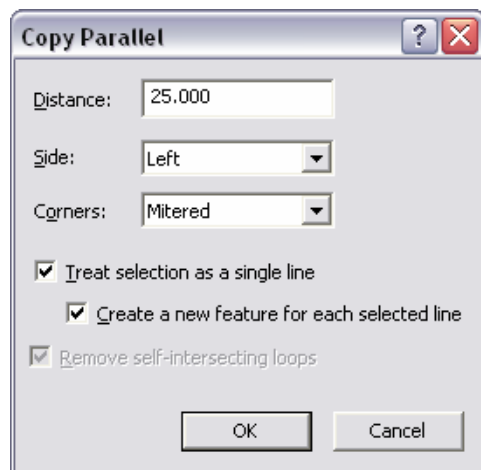 Copy Parallel
Distance: 25.000
Side: Left
Corners: Mitered
Treat selection as a single line
Create a new feature for each selected line
Remove self-intersecting loops
OK Cancel